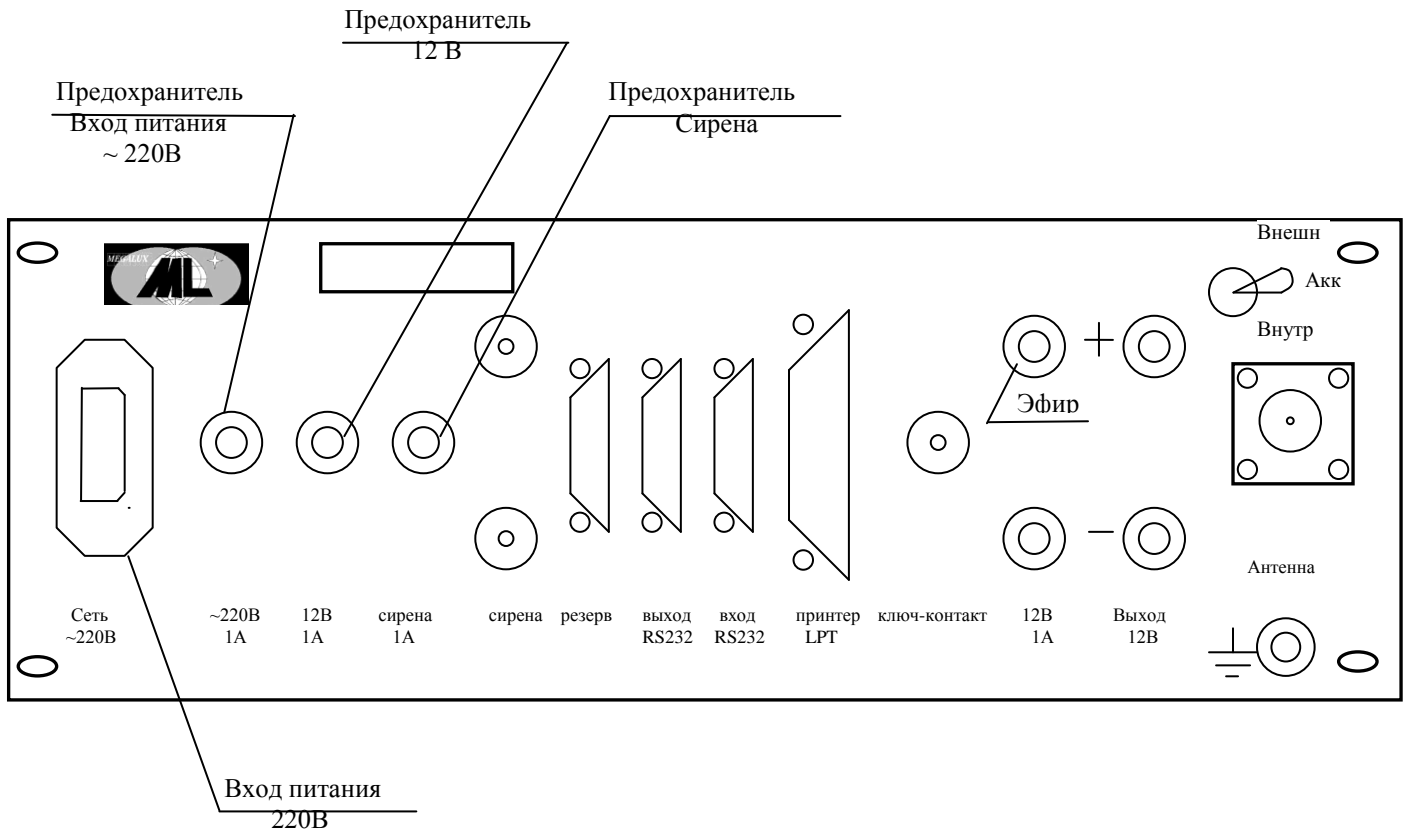 Предохранитель
12 В
Предохранитель
Вход питания
~ 220В
Предохранитель
Сирена
MEGALUX
ML
Внешн
Акк
Внутр
Эфир
Антенна
Сеть
~220В
~220В
1А
12В
1А
сирена
1А
сирена
резерв
выход
RS232
вход
RS232
принтер
LPT
ключ-контакт
12В
1А
Выход
12В
Вход питания
220В